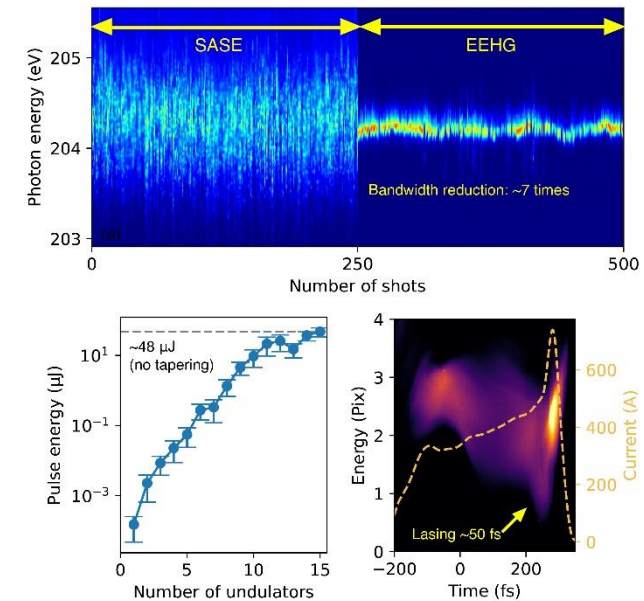 SASE
EEHG
Photon energy (eV)
205
204
203
Bandwidth reduction: ~7 times
0
250
500
Number of shots
Pulse energy (μJ)
10¹
10⁻¹
10⁻³
~48 μJ
(no tapering)
0
5
10
15
Number of undulators
Energy (Pix)
4
3
2
1
0
Lasing ~50 fs
-200
0
200
Time (fs)
600
400
200
0
Current (A)